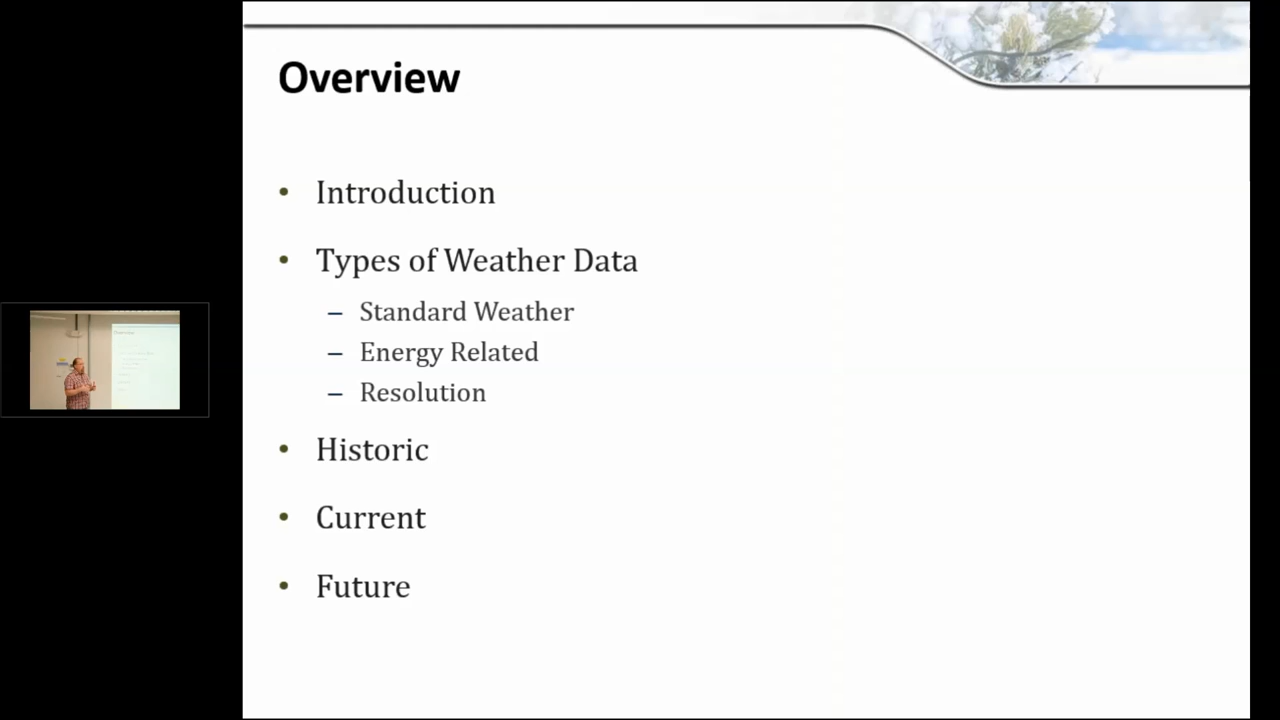 Overview
• Introduction
• Types of Weather Data
– Standard Weather
– Energy Related
– Resolution
• Historic
• Current
• Future